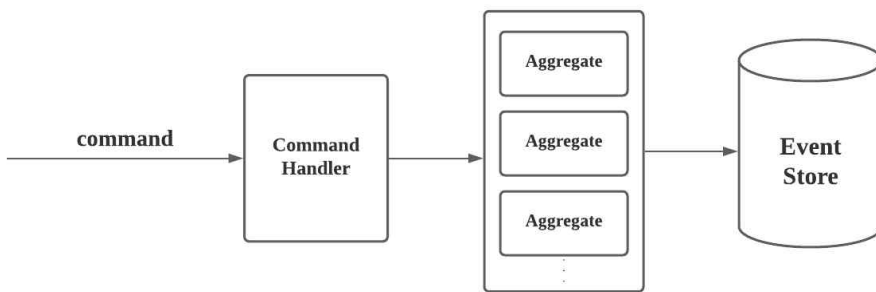 command
Command
Handler
Aggregate
Aggregate
Aggregate
Event
Store